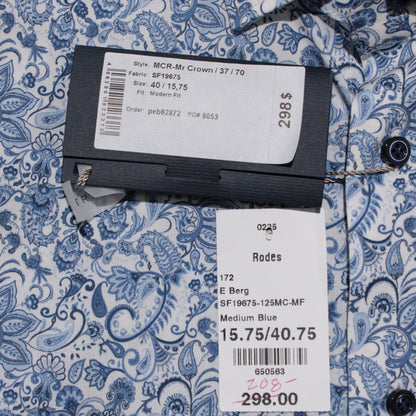 Style: MCR-Mr Crown / 37 / 70
Fabric: SF19675
Size: 40 / 15,75
Fit: Modern Fit
Order: peb62872 PO# 8053
298$
0225
Rodes
172
E Berg
SF19675-125MC-MF
Medium Blue
15.75/40.75
650563
208-
298.00